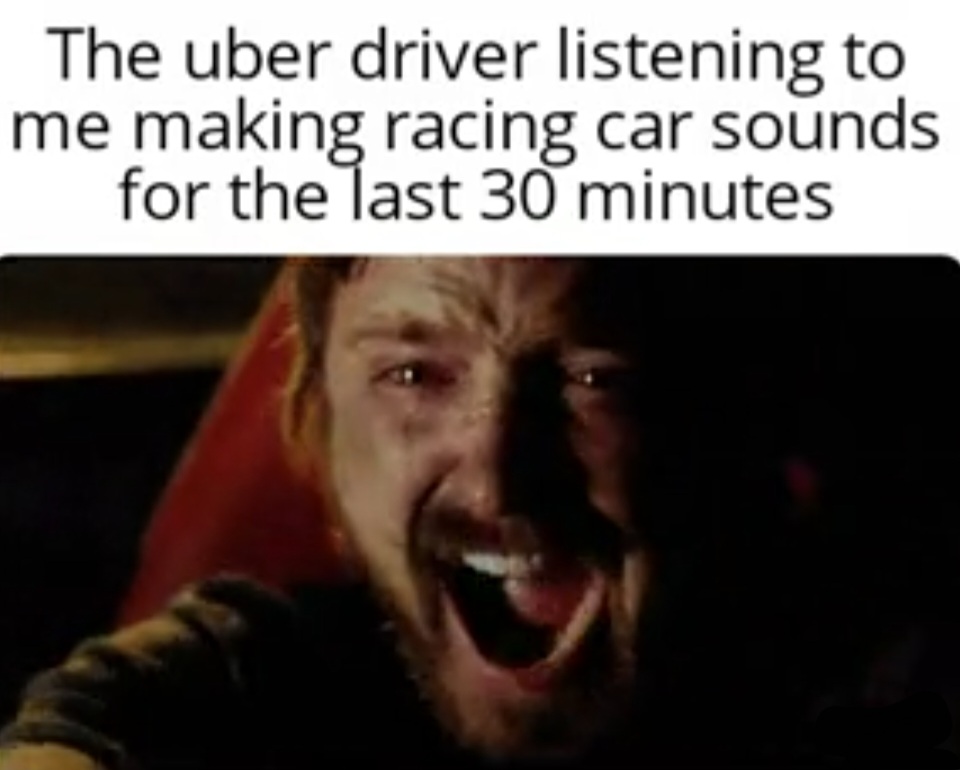 The uber driver listening to
me making racing car sounds
for the last 30 minutes